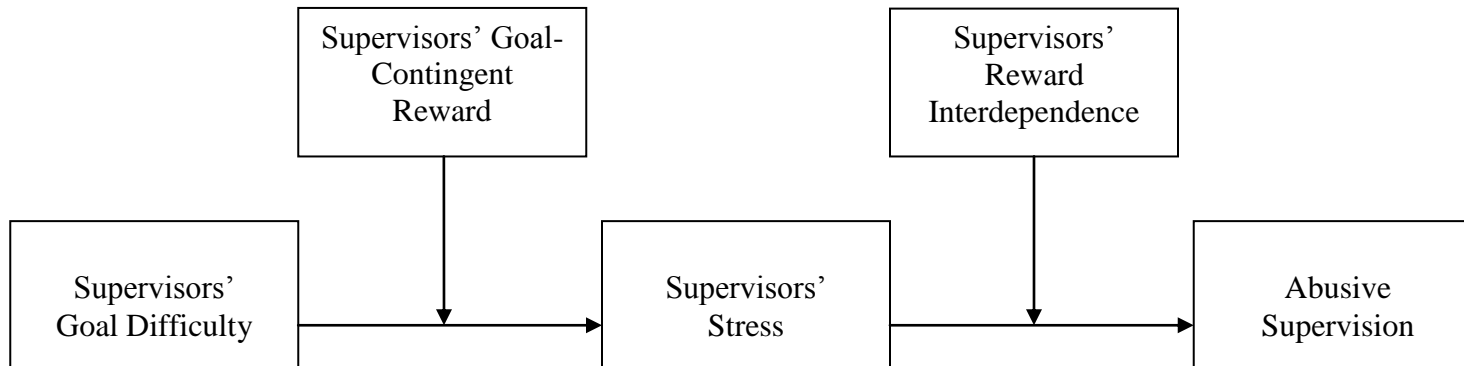 Supervisors’ Goal-
Contingent
Reward
Supervisors’
Reward
Interdependence
Supervisors’
Goal Difficulty
Supervisors’
Stress
Abusive
Supervision